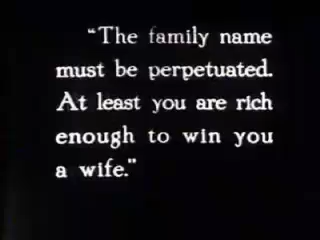 “The family name
must be perpetuated.
At least you are rich
enough to win you
a wife.”